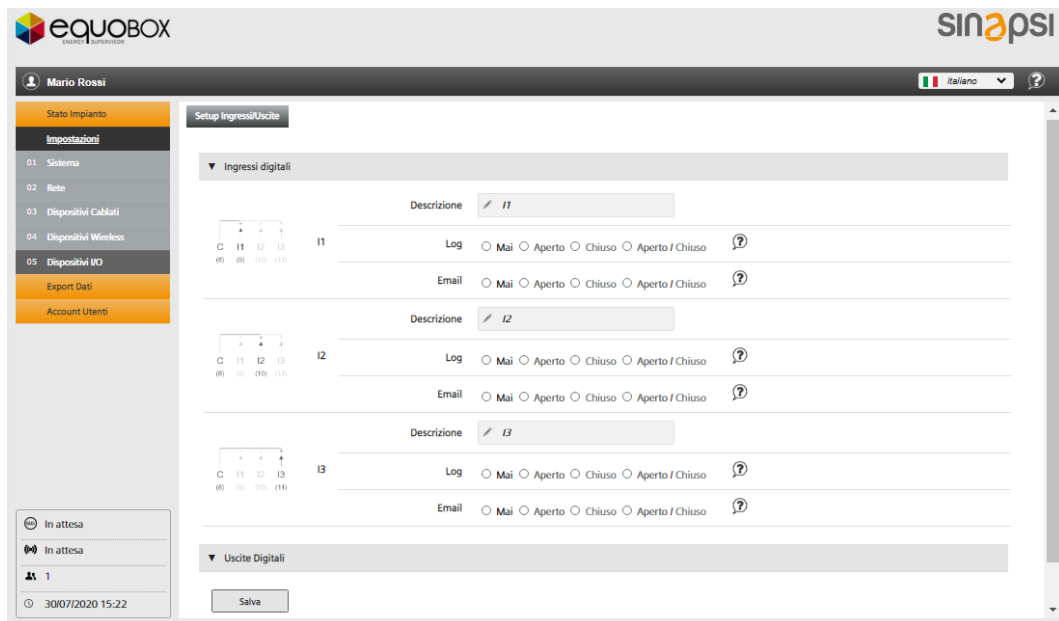 equoBOX
ENERGY SUPERVISOR
sinapsi
Mario Rossi
italiano
Stato Impianto
Impostazioni
01 Sistema
02 Rete
03 Dispositivi Cablati
04 Dispositivi Wireless
05 Dispositivi I/O
Export Dati
Account Utenti
Setup Ingressi/Uscite
▼ Ingressi digitali
Descrizione I1
C I1 I2 I3
(8) (9) (10) (11)
I1
Log Mai Aperto Chiuso Aperto / Chiuso
Email Mai Aperto Chiuso Aperto / Chiuso
Descrizione I2
C I1 I2 I3
(8) (9) (10) (11)
I2
Log Mai Aperto Chiuso Aperto / Chiuso
Email Mai Aperto Chiuso Aperto / Chiuso
Descrizione I3
C I1 I2 I3
(8) (9) (10) (11)
I3
Log Mai Aperto Chiuso Aperto / Chiuso
Email Mai Aperto Chiuso Aperto / Chiuso
▼ Uscite Digitali
Salva
In attesa
In attesa
1
30/07/2020 15:22